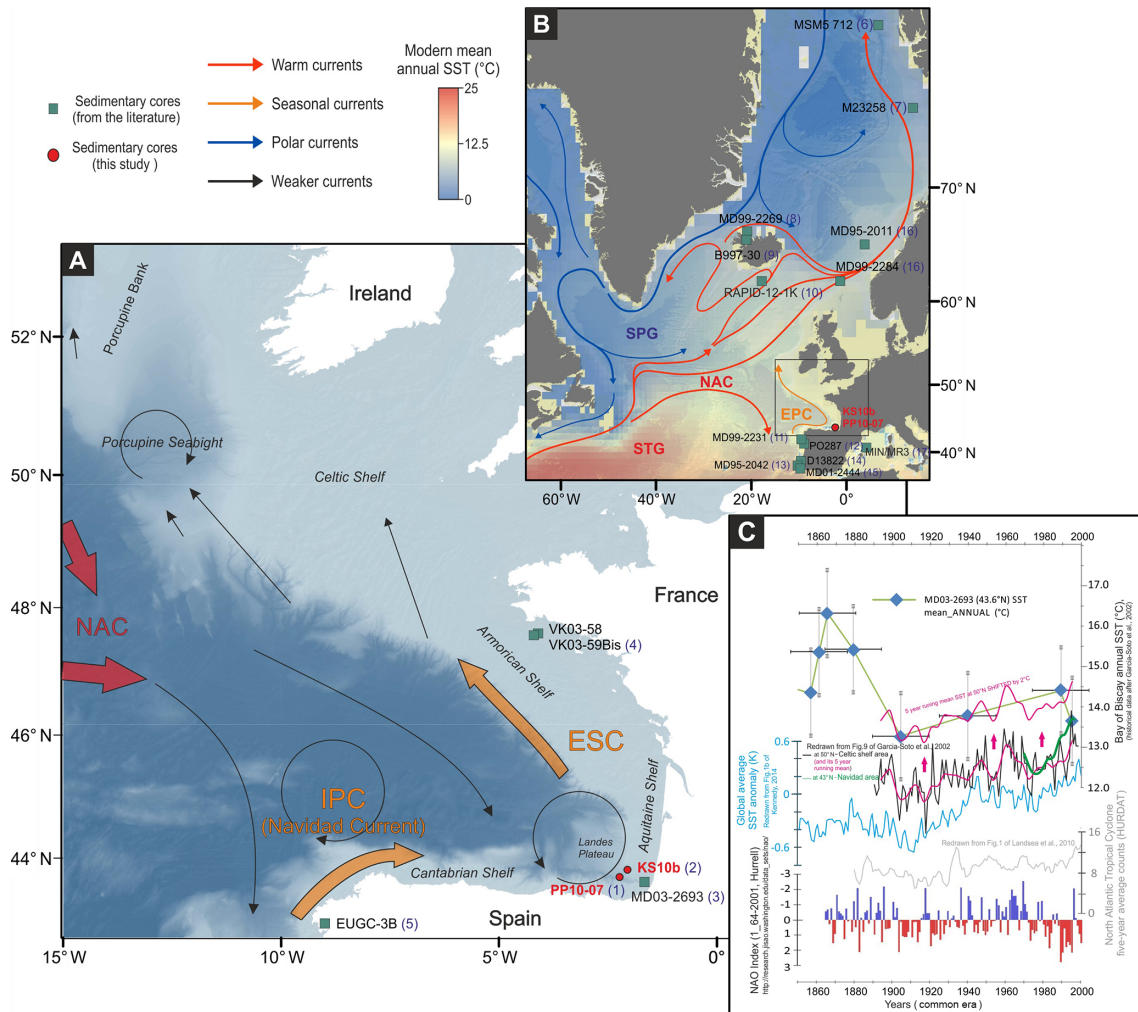 Sedimentary cores
(from the literature)
Sedimentary cores
(this study )
Warm currents
Seasonal currents
Polar currents
Weaker currents
Modern mean
annual SST (°C)
25
12.5
0
A
Porcupine Bank
Ireland
52° N
Porcupine Seabight
50° N
Celtic Shelf
48° N
NAC
France
VK03-58
VK03-59Bis (4)
Armorican Shelf
46° N
ESC
IPC
(Navidad Current)
Aquitaine Shelf
Landes
Plateau
44° N
Cantabrian Shelf
KS10b (2)
PP10-07 (1)
MD03-2693 (3)
Spain
EUGC-3B (5)
15° W
10° W
5° W
0°
B
MSM5 712 (6)
M23258 (7)
70° N
MD99-2269 (8)
MD95-2011 (16)
B997-30 (9)
MD99-2284 (16)
RAPID-12-1K (10)
60° N
SPG
NAC
50° N
EPC
KS10b
PP10-07
STG
MD99-2231 (11)
PO287 (12)
MIN/MR3 (17)
MD95-2042 (13)
D13822 (14)
MD01-2444 (15)
40° N
60° W
40° W
20° W
0°
C
1860 1880 1900 1920 1940 1960 1980 2000
MD03-2693 (43.6°N) SST
mean_ANNUAL (°C)
17.0
16.0
15.0
14.0
13.0
12.0
Bay of Biscay annual SST (°C),
(historical data after Garcia-Soto et al., 2002)
5 year runing mean SST at 50°N SHIFTED by 2°C
Redrawn from Fig.9 of Garcia-Soto et al., 2002
at 50°N - Celtic shelf area
(and its 5 year
running mean)
at 43°N - Navidad area
0.6
0
-0.6
Global average
SST anomaly (K)
Redrawn from Fig.1b of
Kennedy, 2014
Redrawn from Fig.1 of Landsea et al., 2010
16
8
0
North Atlantic Tropical Cyclone
five-year average counts (HURDAT)
-3
-2
-1
0
1
2
3
NAO Index (1 64-2001, Hurrell)
http://research.jisao.washington.edu/data_sets/nao/
1860 1880 1900 1920 1940 1960 1980 2000
Years (common era)